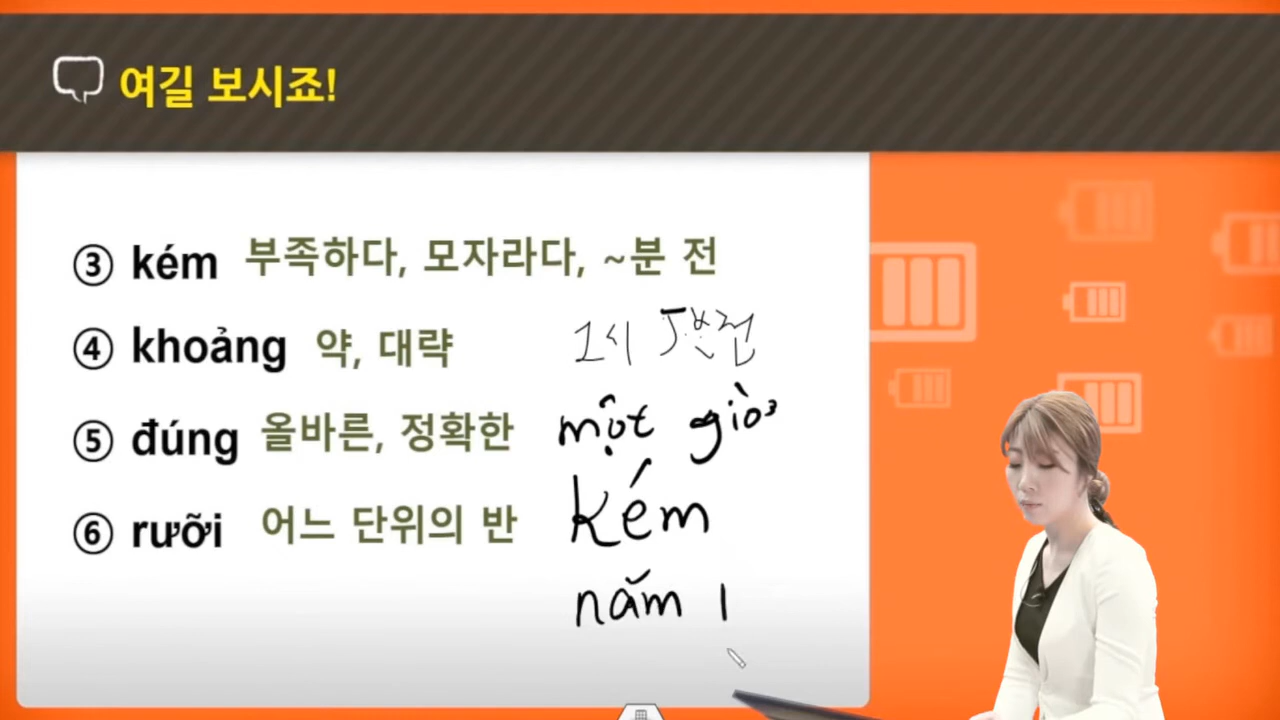 여길 보시죠!
③ kém 부족하다, 모자라다, ~분 전
④ khoảng 약, 대략
1시 5분전
⑤ đúng 올바른, 정확한
một giờ
⑥ rưỡi 어느 단위의 반
kém
năm